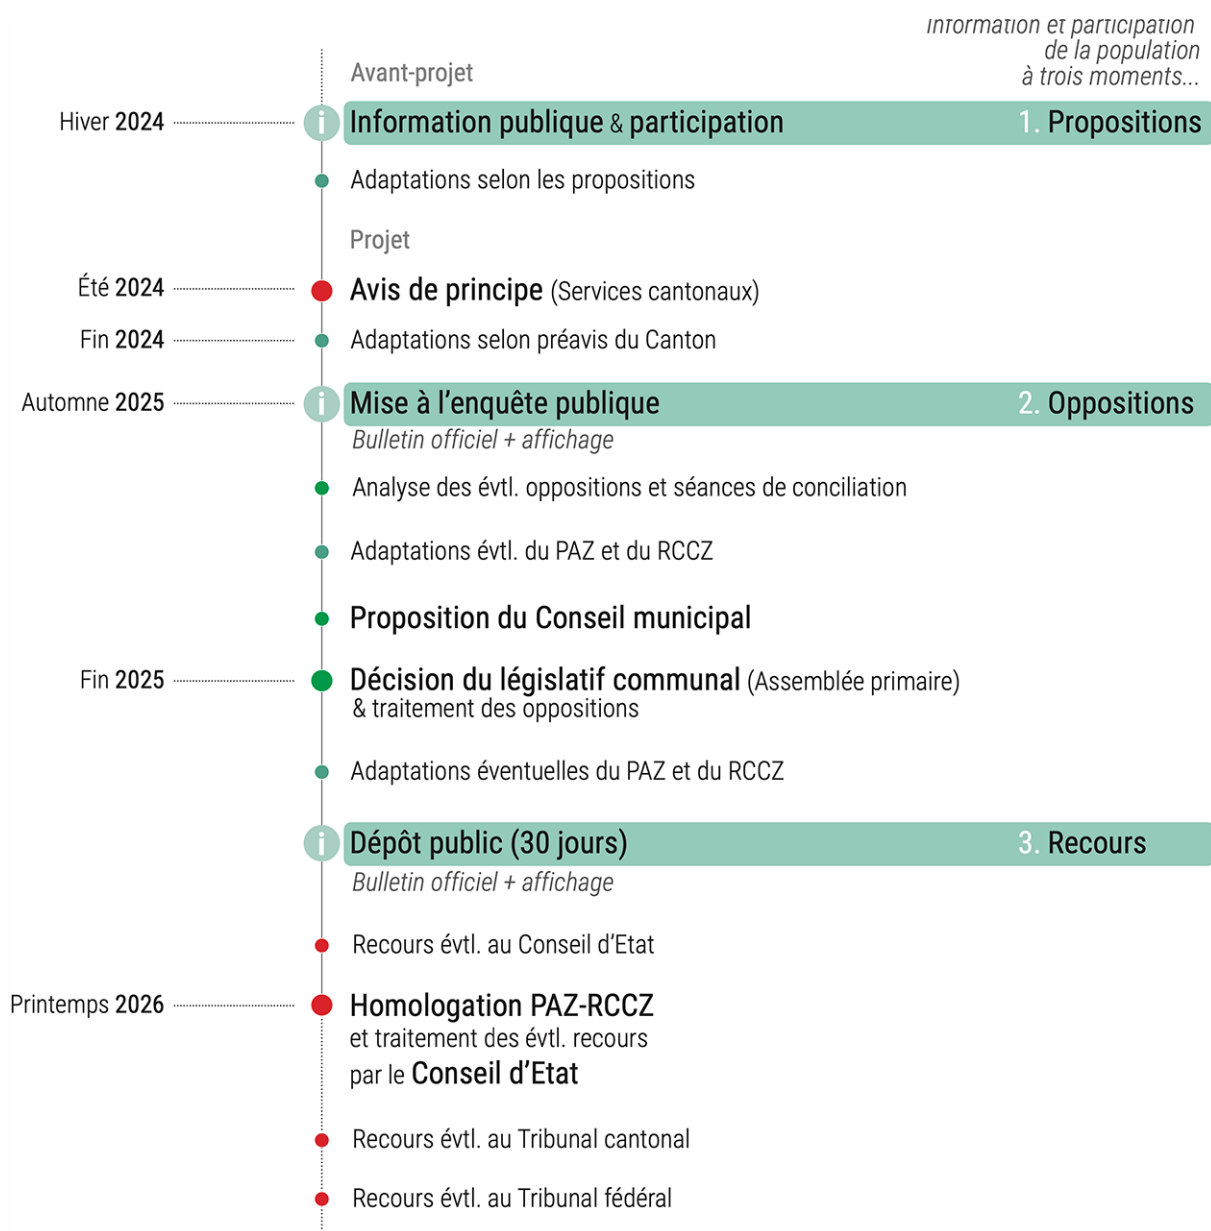 Information et participation
de la population
à trois moments...
Avant-projet
Hiver 2024
i
Information publique & participation
1. Propositions
Adaptations selon les propositions
Projet
Été 2024
Avis de principe (Services cantonaux)
Fin 2024
Adaptations selon préavis du Canton
Automne 2025
i
Mise à l’enquête publique
2. Oppositions
Bulletin officiel + affichage
Analyse des évtl. oppositions et séances de conciliation
Adaptations évtl. du PAZ et du RCCZ
Proposition du Conseil municipal
Fin 2025
Décision du législatif communal (Assemblée primaire)
& traitement des oppositions
Adaptations éventuelles du PAZ et du RCCZ
i
Dépôt public (30 jours)
3. Recours
Bulletin officiel + affichage
Recours évtl. au Conseil d’Etat
Printemps 2026
Homologation PAZ-RCCZ
et traitement des évtl. recours
par le Conseil d’Etat
Recours évtl. au Tribunal cantonal
Recours évtl. au Tribunal fédéral